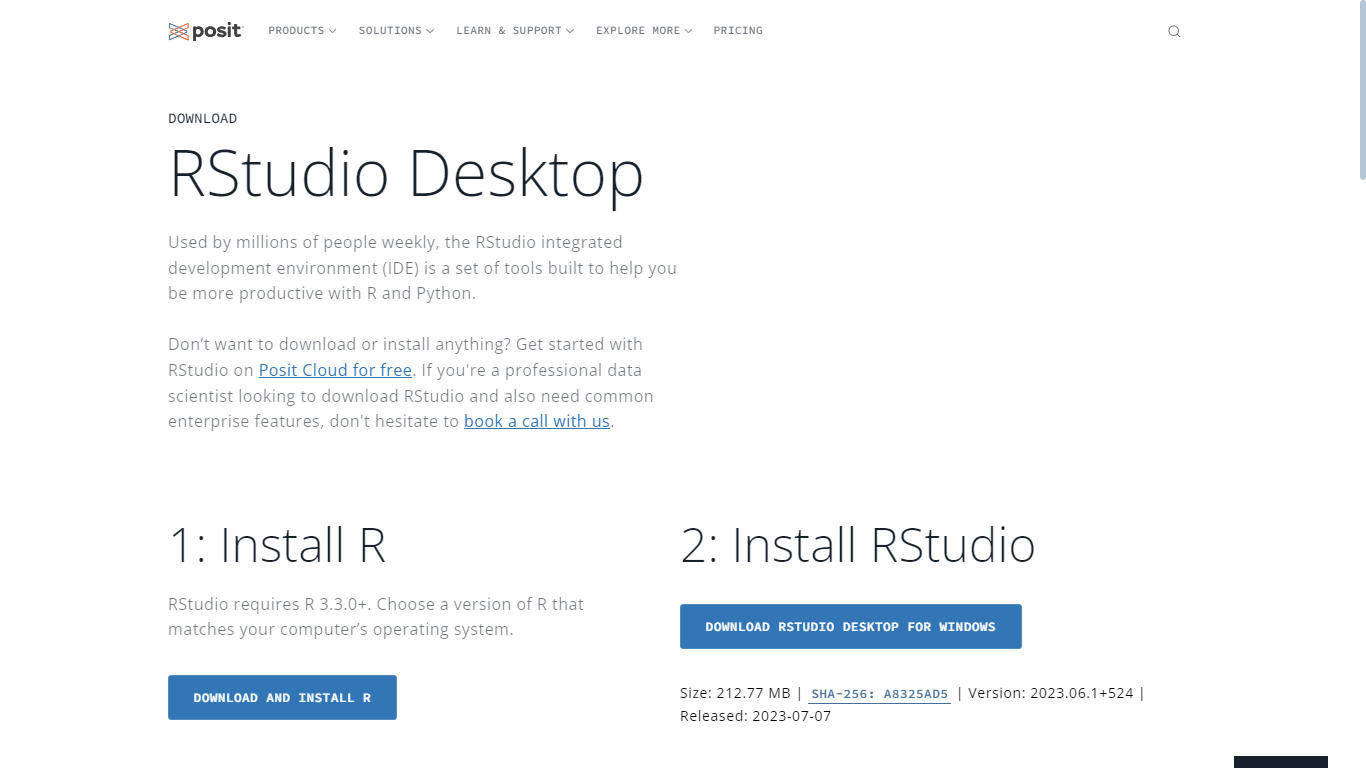 posit PRODUCTS SOLUTIONS LEARN & SUPPORT EXPLORE MORE PRICING
DOWNLOAD
RStudio Desktop
Used by millions of people weekly, the RStudio integrated
development environment (IDE) is a set of tools built to help you
be more productive with R and Python.
Don’t want to download or install anything? Get started with
RStudio on Posit Cloud for free. If you're a professional data
scientist looking to download RStudio and also need common
enterprise features, don't hesitate to book a call with us.
1: Install R
RStudio requires R 3.3.0+. Choose a version of R that
matches your computer’s operating system.
DOWNLOAD AND INSTALL R
2: Install RStudio
DOWNLOAD RSTUDIO DESKTOP FOR WINDOWS
Size: 212.77 MB | SHA-256: A8325AD5 | Version: 2023.06.1+524 |
Released: 2023-07-07